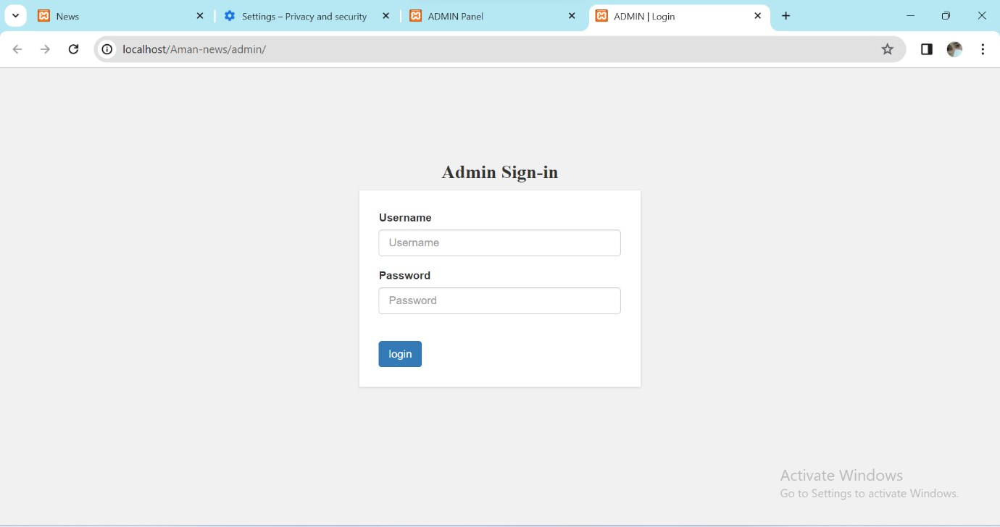 News
Settings – Privacy and security
ADMIN Panel
ADMIN | Login
localhost/Aman-news/admin/
Admin Sign-in
Username
Username
Password
Password
login
Activate Windows
Go to Settings to activate Windows.